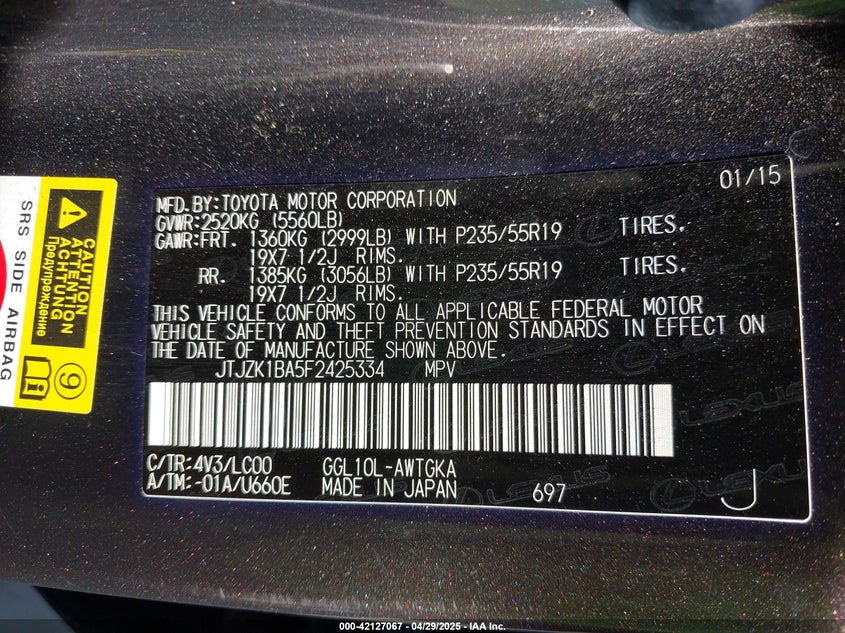 MFD.BY:TOYOTA MOTOR CORPORATION 01/15
GVWR:2520KG (5560LB)
GAWR:FRT. 1360KG (2999LB) WITH P235/55R19 TIRES.
19X7 1/2J RIMS.
RR. 1385KG (3056LB) WITH P235/55R19 TIRES.
19X7 1/2J RIMS.
THIS VEHICLE CONFORMS TO ALL APPLICABLE FEDERAL MOTOR
VEHICLE SAFETY AND THEFT PREVENTION STANDARDS IN EFFECT ON
THE DATE OF MANUFACTURE SHOWN ABOVE.
JTJZK1BA5F2425334 MPV
C/TR:4V3/LC00 GGL10L-AWTGKA
A/TM:-01A/U660E MADE IN JAPAN 697 J
LEXUS
SRS SIDE AIRBAG
CAUTION
ATTENTION
ACHTUNG
Предупреждение
9
000-42127067 - 04/29/2025 - IAA Inc.